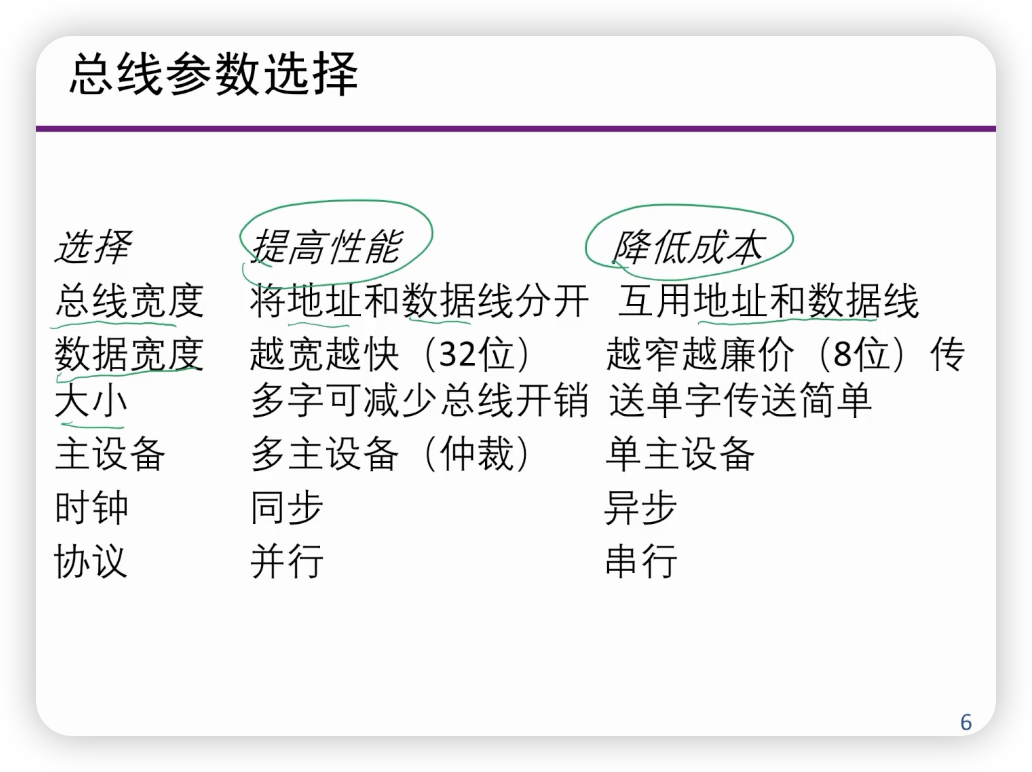 总线参数选择
选择 提高性能 降低成本
总线宽度 将地址和数据线分开 互用地址和数据线
数据宽度 越宽越快（32位） 越窄越廉价（8位）传
大小 多字可减少总线开销 送单字传送简单
主设备 多主设备（仲裁） 单主设备
时钟 同步 异步
协议 并行 串行
6